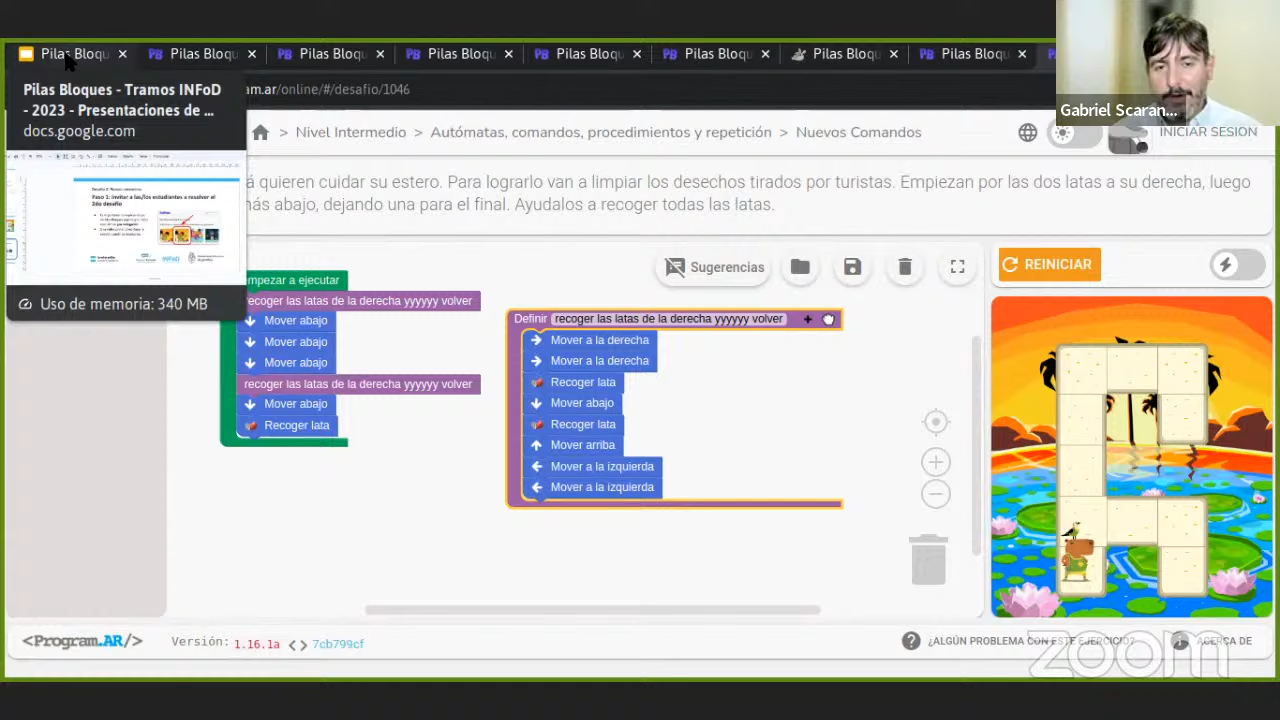 Pilas Bloqu
Pilas Bloqu
Pilas Bloqu
Pilas Bloqu
Pilas Bloqu
Pilas Bloqu
Pilas Bloqu
Pilas Bloqu
Pilas Bloques - Tramos INFoD
- 2023 - Presentaciones de ...
docs.google.com
Uso de memoria: 340 MB
am.ar/online/#/desafio/1046
Gabriel Scaran...
> Nivel Intermedio > Autómatas, comandos, procedimientos y repetición > Nuevos Comandos
INICIAR SESIÓN
á quieren cuidar su estero. Para lograrlo van a limpiar los desechos tirados por turistas. Empiezan por las dos latas a su derecha, luego
más abajo, dejando una para el final. Ayudalos a recoger todas las latas.
Sugerencias
REINICIAR
mpezar a ejecutar
recoger las latas de la derecha yyyyyy volver
Mover abajo
Mover abajo
Mover abajo
recoger las latas de la derecha yyyyyy volver
Mover abajo
Recoger lata
Definir recoger las latas de la derecha yyyyyy volver +
Mover a la derecha
Mover a la derecha
Recoger lata
Mover abajo
Recoger lata
Mover arriba
Mover a la izquierda
Mover a la izquierda
<Program.AR/>
Versión: 1.16.1a <> 7cb799cf
¿ALGÚN PROBLEMA CON ESTE EJERCICIO?
ACERCA DE
zoom